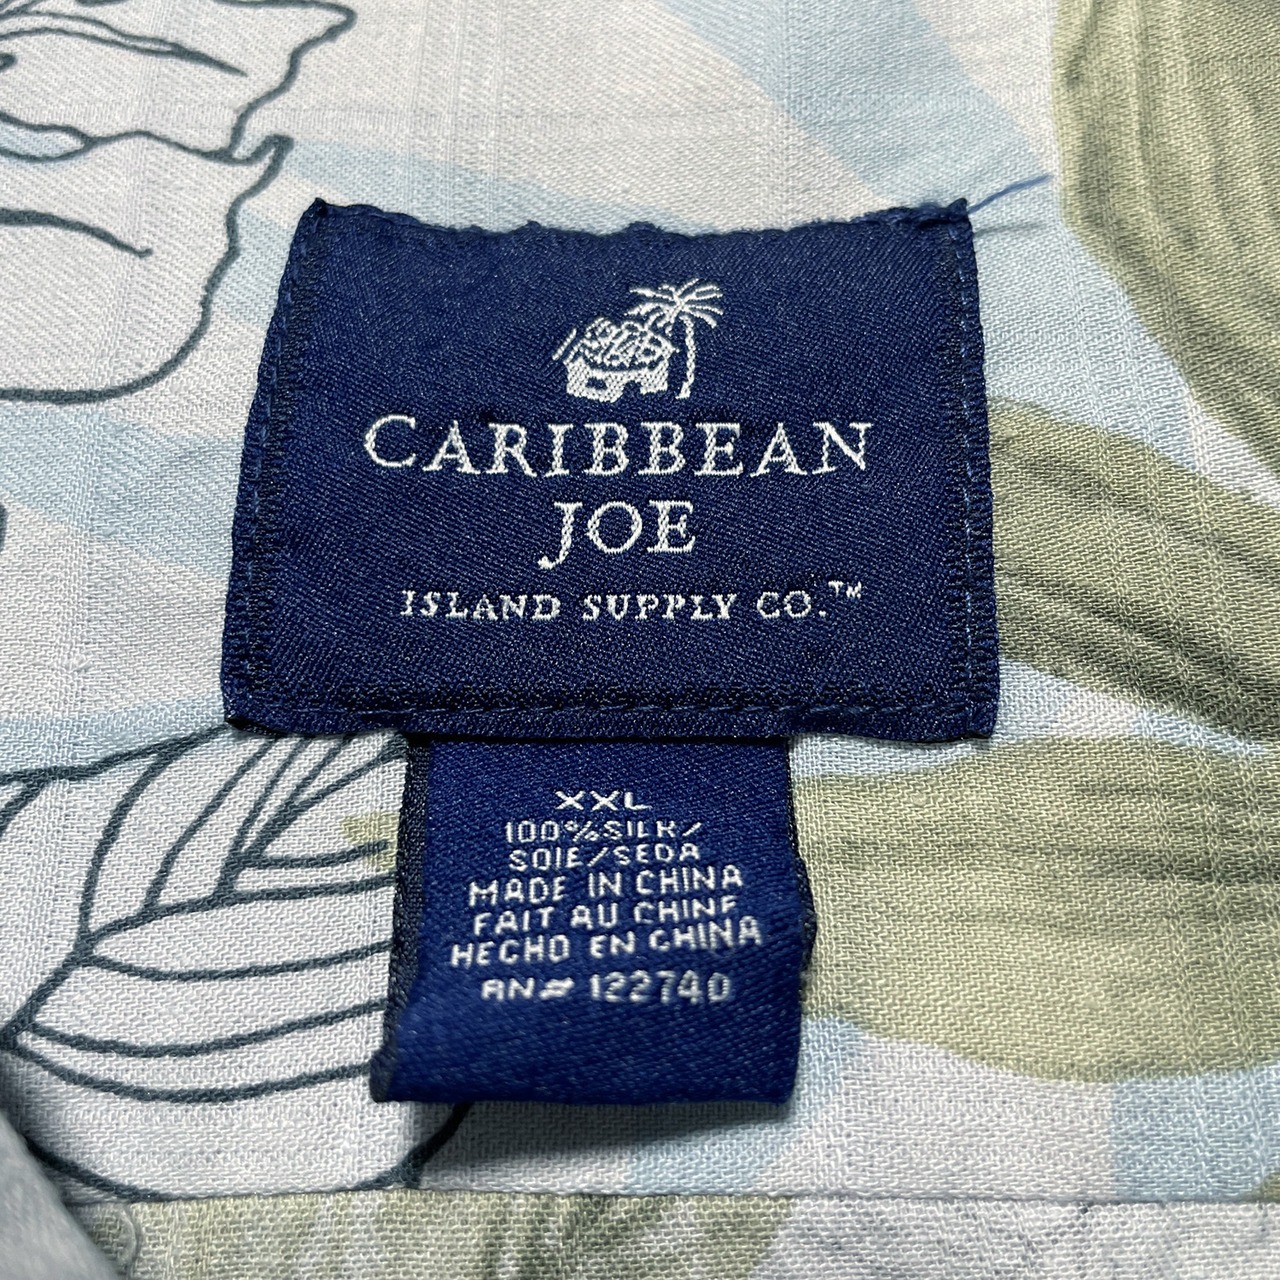 CARIBBEAN
JOE
ISLAND SUPPLY CO.™
XXL
100%SILK/
SOIE/SEDA
MADE IN CHINA
FAIT AU CHINE
HECHO EN CHINA
RN# 122740